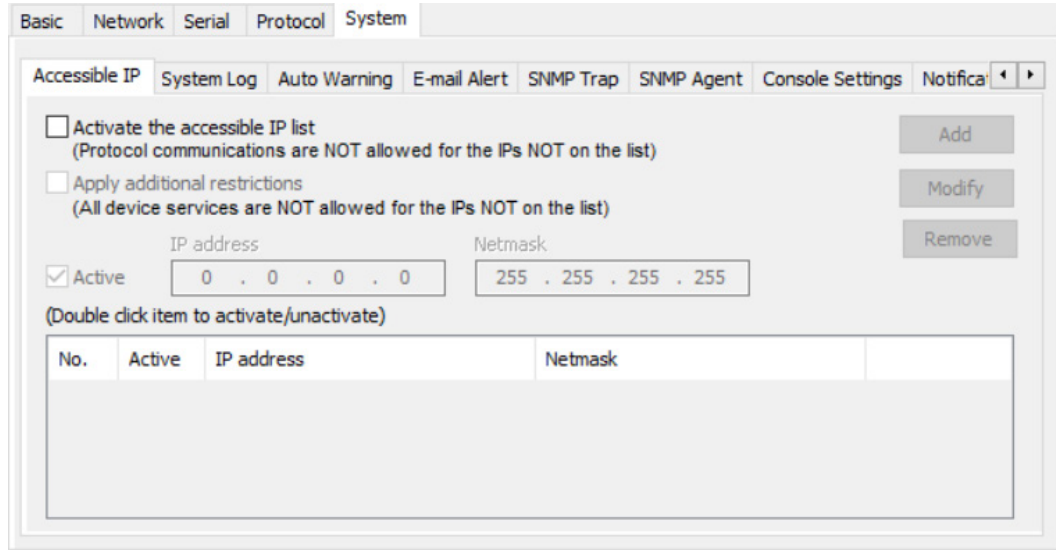 Basic Network Serial Protocol System
Accessible IP System Log Auto Warning E-mail Alert SNMP Trap SNMP Agent Console Settings Notifica
Activate the accessible IP list
(Protocol communications are NOT allowed for the IPs NOT on the list)
Add
Apply additional restrictions
(All device services are NOT allowed for the IPs NOT on the list)
Modify
IP address Netmask
Remove
Active 0 . 0 . 0 . 0 255 . 255 . 255 . 255
(Double click item to activate/unactivate)
No. Active IP address Netmask